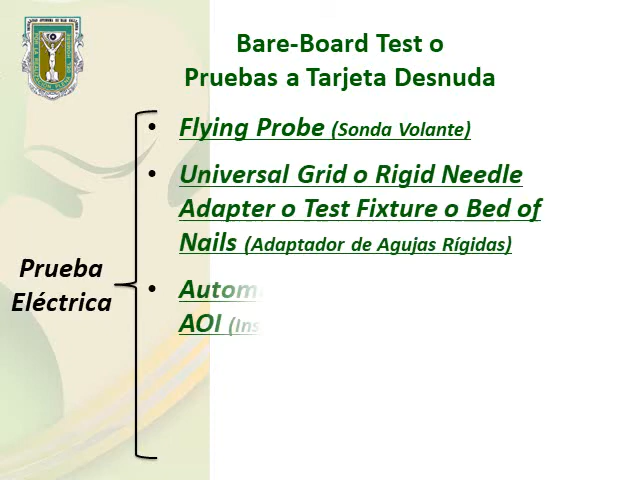 Bare-Board Test o
Pruebas a Tarjeta Desnuda
• Flying Probe (Sonda Volante)
• Universal Grid o Rigid Needle
Adapter o Test Fixture o Bed of
Nails (Adaptador de Agujas Rígidas)
Prueba
Eléctrica
•
AOI